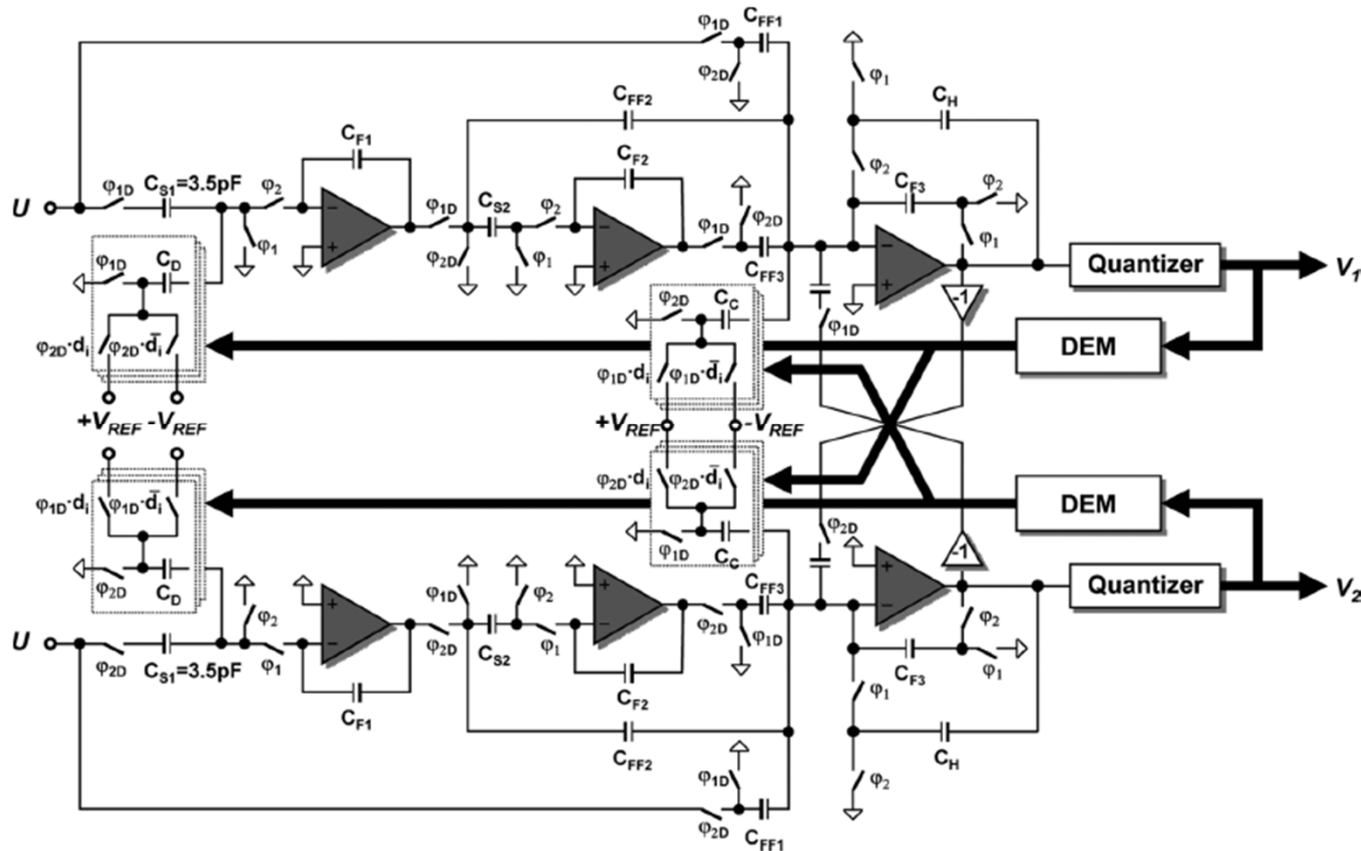 φ1D
CFF1
φ2D
φ1
CFF2
CH
CF1
φ2
CF2
φ1D
CS1=3.5pF
φ2
φ1D
CS2
φ2
φ1D
φ2D
CF3
φ2
U
φ1
φ2D
φ1
CFF3
φ1
Quantizer
V1
φ1D
CD
φ2D
CC
φ1D
-1
φ2D·di
φ2D·d̅i
DEM
φ1D·di
φ1D·d̅i
+VREF
-VREF
+VREF
-VREF
φ1D·di
φ1D·d̅i
φ2D·di
φ2D·d̅i
DEM
φ2D
CD
φ1D
CC
φ2D
-1
Quantizer
V2
φ2
φ1D
φ2
CFF3
φ2
U
φ2D
CS1=3.5pF
φ1
φ2D
CS2
φ1
φ2D
φ1D
CF3
φ1
CF1
CF2
φ1
CFF2
CH
φ1D
φ2
φ2D
CFF1